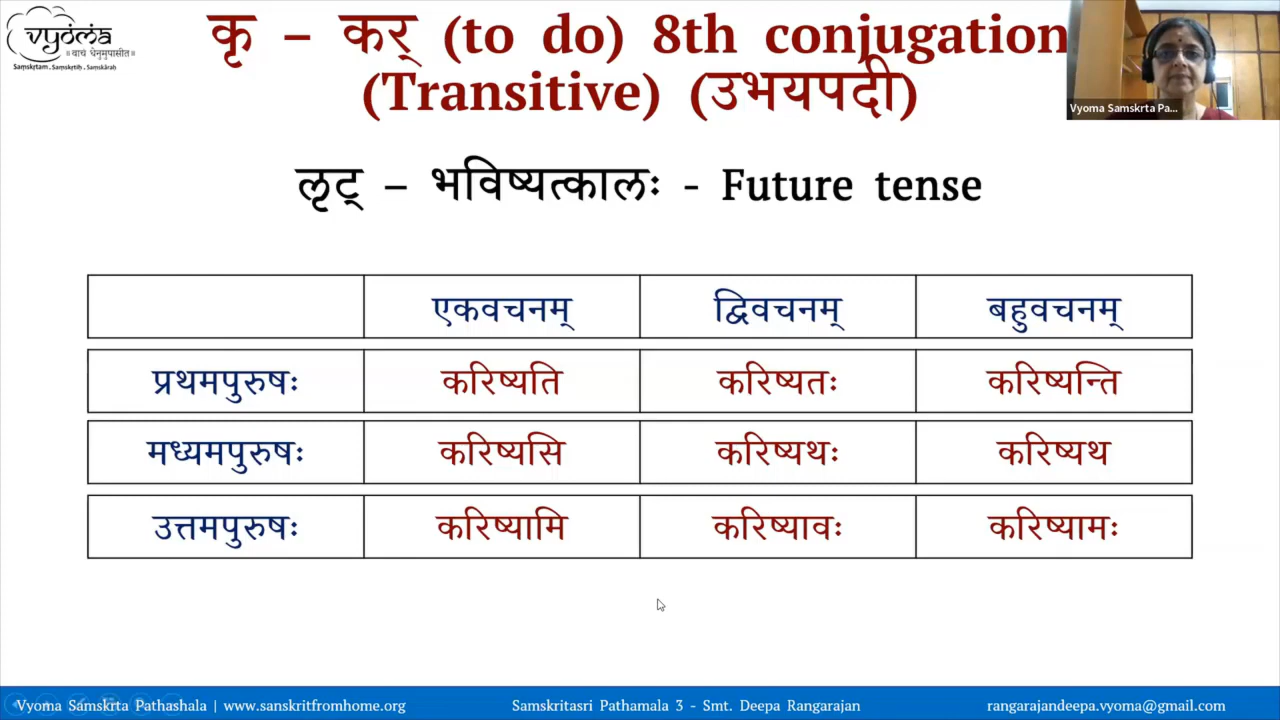 vyoma
॥ वाचं धेनुमुपासीत ॥
Saṃskṛtam . Saṃskṛtiḥ . Saṃskāraḥ
कृ – कर् (to do) 8th conjugation
(Transitive) (उभयपदी)
Vyoma Samskrta Pa...
लृट् – भविष्यत्कालः - Future tense
एकवचनम् द्विवचनम् बहुवचनम्
प्रथमपुरुषः करिष्यति करिष्यतः करिष्यन्ति
मध्यमपुरुषः करिष्यसि करिष्यथः करिष्यथ
उत्तमपुरुषः करिष्यामि करिष्यावः करिष्यामः
Vyoma Samskrta Pathashala | www.sanskritfromhome.org Samskritasri Pathamala 3 - Smt. Deepa Rangarajan rangarajandeepa.vyoma@gmail.com